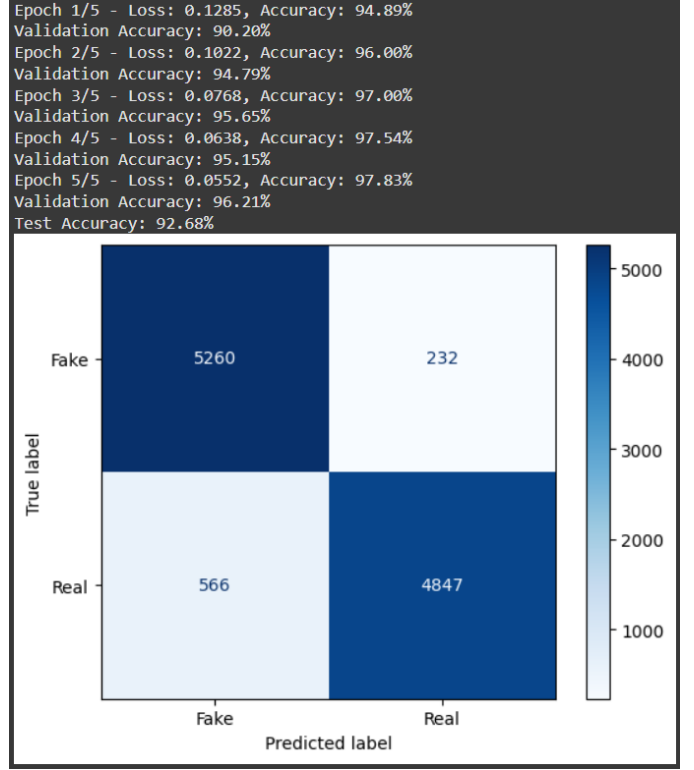 Epoch 1/5 - Loss: 0.1285, Accuracy: 94.89%
Validation Accuracy: 90.20%
Epoch 2/5 - Loss: 0.1022, Accuracy: 96.00%
Validation Accuracy: 94.79%
Epoch 3/5 - Loss: 0.0768, Accuracy: 97.00%
Validation Accuracy: 95.65%
Epoch 4/5 - Loss: 0.0638, Accuracy: 97.54%
Validation Accuracy: 95.15%
Epoch 5/5 - Loss: 0.0552, Accuracy: 97.83%
Validation Accuracy: 96.21%
Test Accuracy: 92.68%
True label
Fake
5260
232
Real
566
4847
Fake
Real
Predicted label
5000
4000
3000
2000
1000